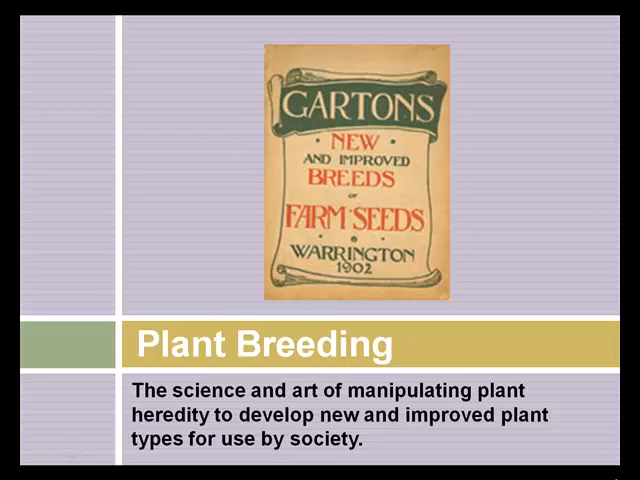 GARTONS
NEW
AND IMPROVED
BREEDS
OF
FARM SEEDS
WARRINGTON
1902
Plant Breeding
The science and art of manipulating plant
heredity to develop new and improved plant
types for use by society.